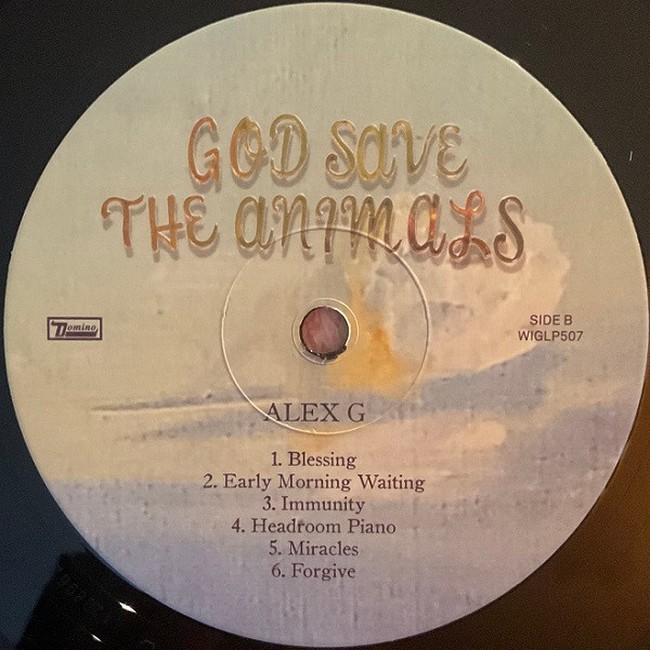 GOD SAVE
THE ANIMALS
Domino
SIDE B
WIGLP507
ALEX G
1. Blessing
2. Early Morning Waiting
3. Immunity
4. Headroom Piano
5. Miracles
6. Forgive